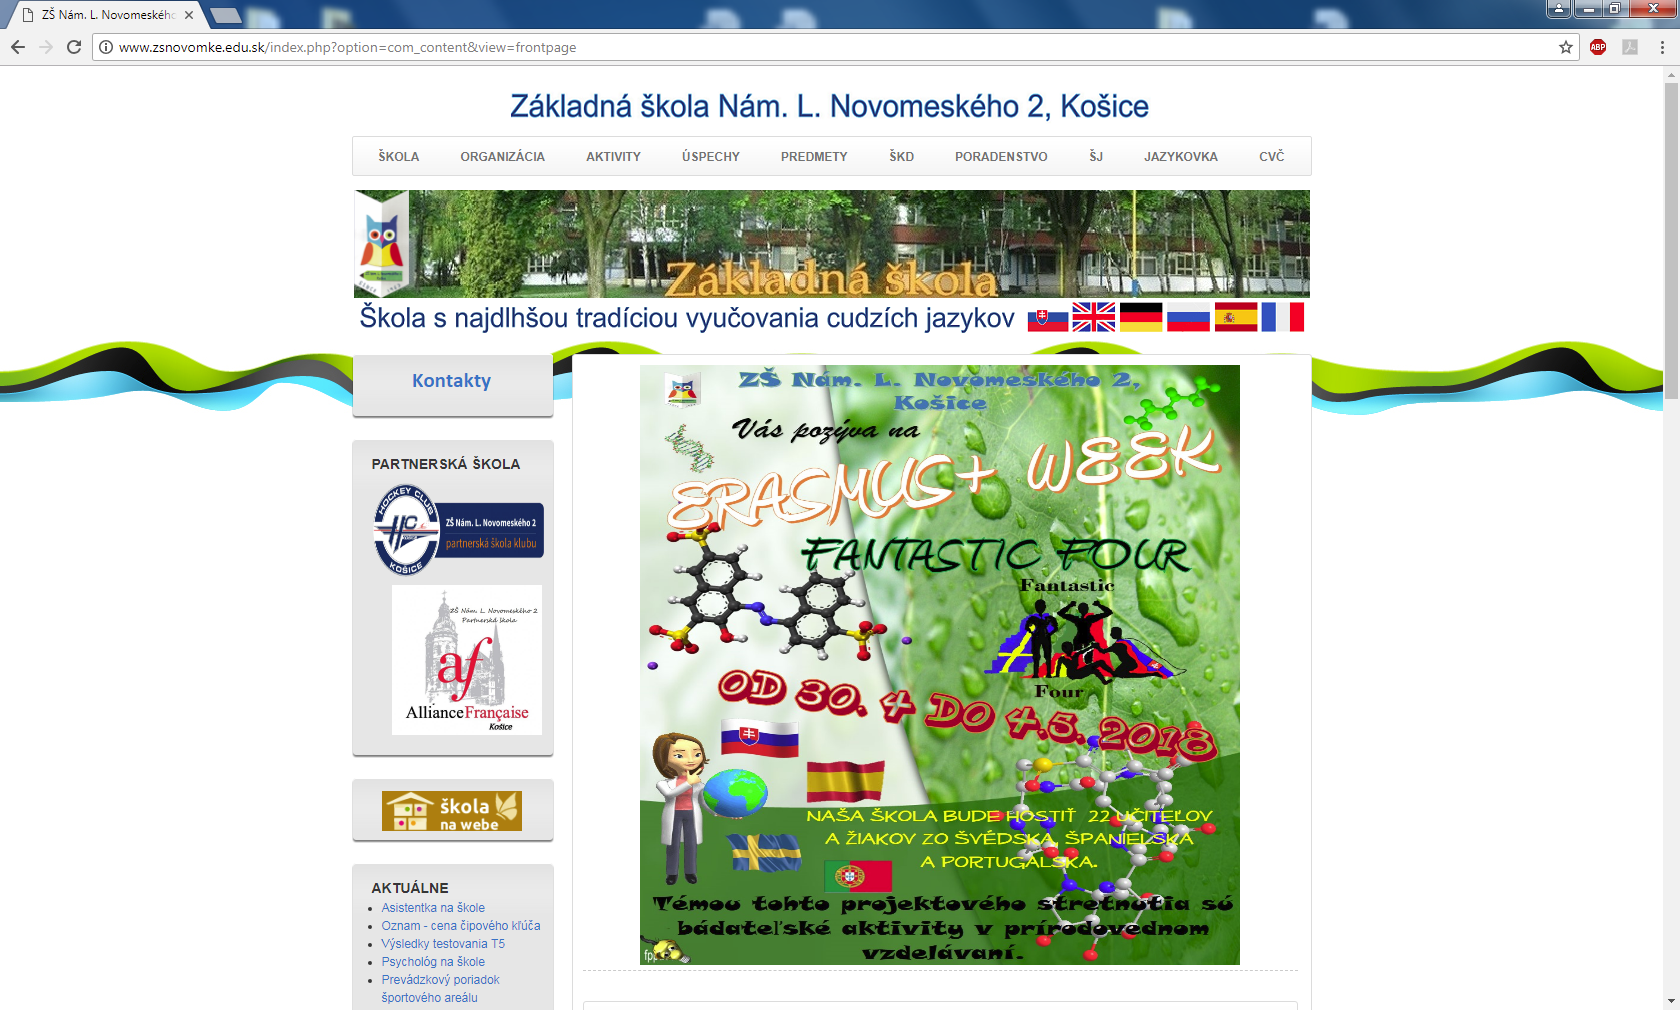 ZŠ Nám. L. Novomeského
www.zsnovomke.edu.sk/index.php?option=com_content&view=frontpage
ABP
Základná škola Nám. L. Novomeského 2, Košice
ŠKOLA ORGANIZÁCIA AKTIVITY ÚSPECHY PREDMETY ŠKD PORADENSTVO ŠJ JAZYKOVKA CVČ
Základná škola
Škola s najdlhšou tradíciou vyučovania cudzích jazykov
Kontakty
PARTNERSKÁ ŠKOLA
HOCKEY CLUB
KOŠICE
ZŠ Nám. L. Novomeského 2
partnerská škola klubu
ZŠ Nám. L. Novomeského 2
Partnerská škola
af
AllianceFrançaise
Košice
škola
na webe
AKTUÁLNE
Asistentka na škole
Oznam - cena čipového kľúča
Výsledky testovania T5
Psychológ na škole
Prevádzkový poriadok
športového areálu
ZŠ Nám. L. Novomeského 2,
Košice
Vás pozýva na
ERASMUS+ WEEK
FANTASTIC FOUR
Fantastic
Four
OD 30. 4 DO 4.5. 2018
NAŠA ŠKOLA BUDE HOSTIŤ 22 UČITEĽOV
A ŽIAKOV ZO ŠVÉDSKA, ŠPANIELSKA
A PORTUGALSKA.
Témou tohto projektového stretnutia sú
bádateľské aktivity v prírodovednom
vzdelávaní.